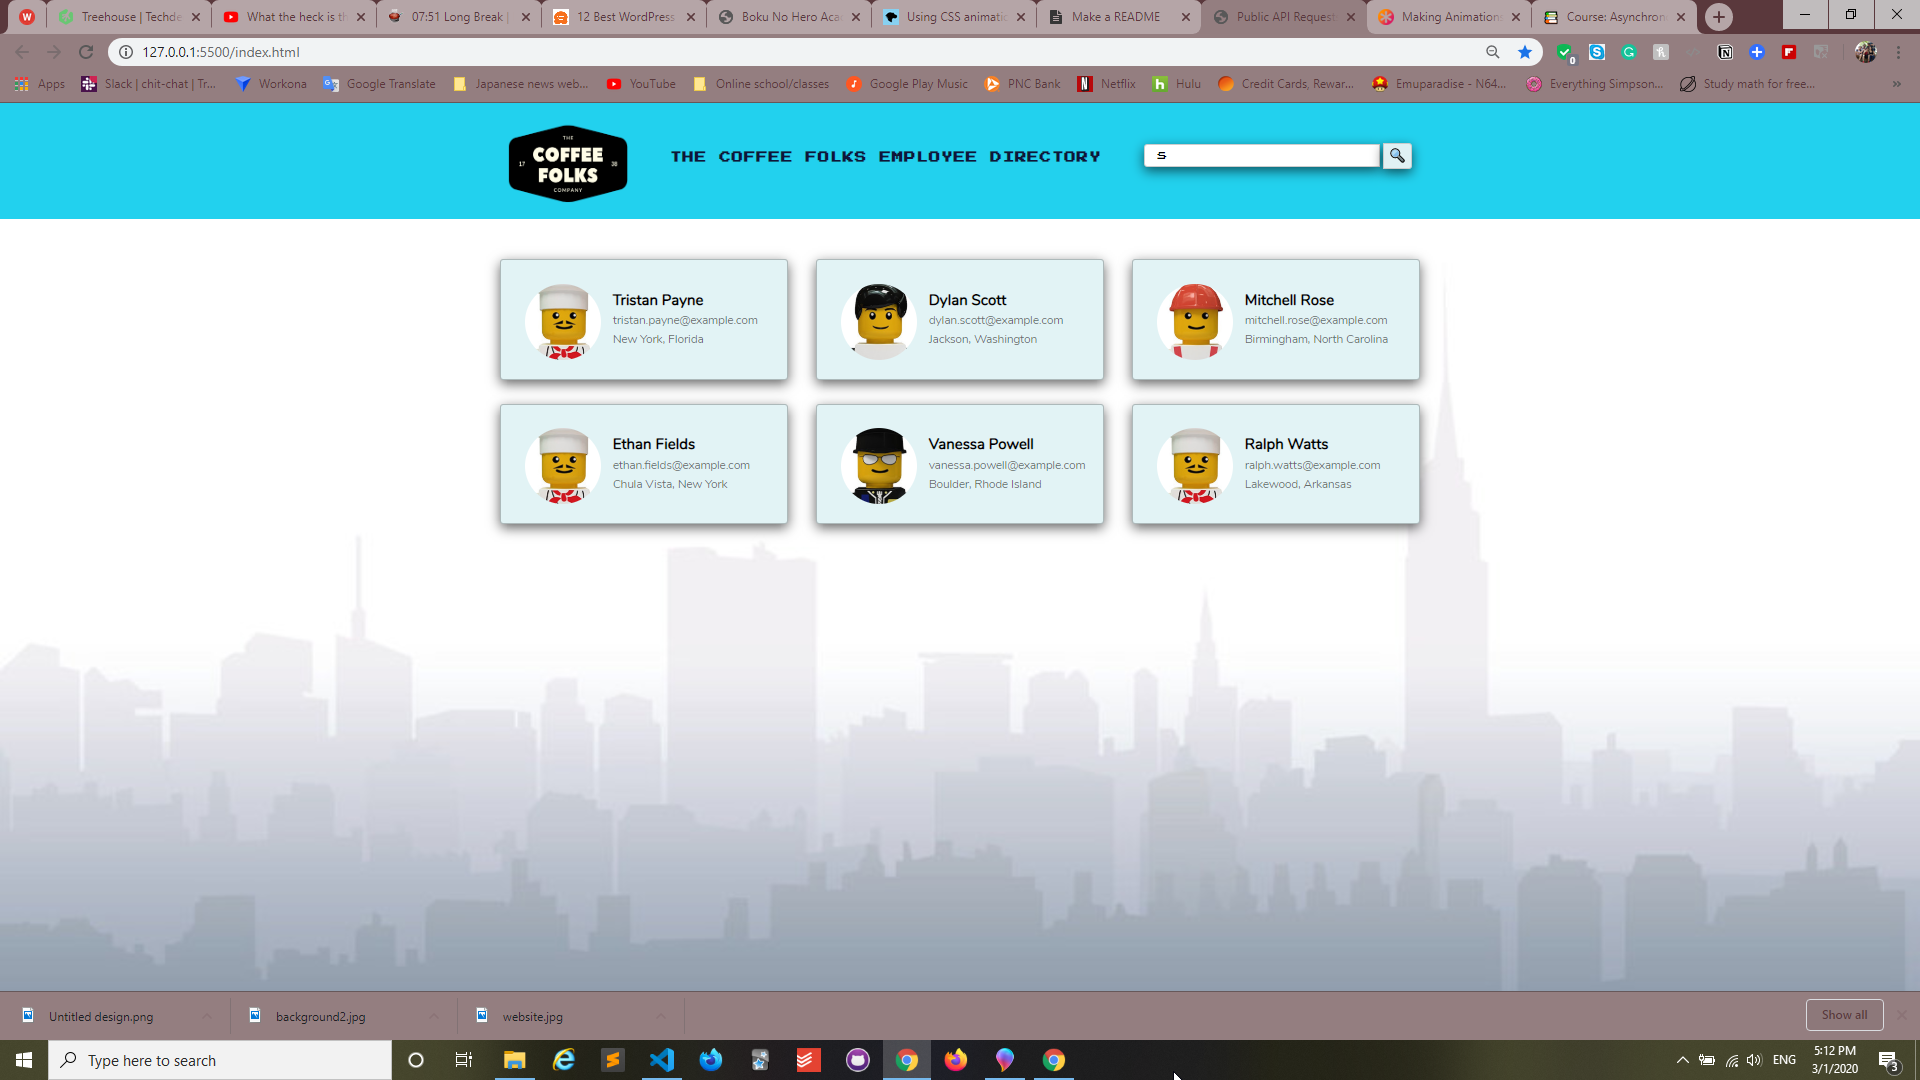 W
Treehouse | Techde
What the heck is th
07:51 Long Break |
12 Best WordPress
Boku No Hero Aca
Using CSS animatio
Make a README
Public API Request
Making Animation
Course: Asynchron
127.0.0.1:5500/index.html
Apps
Slack | chit-chat | Tr...
Workona
Google Translate
Japanese news web...
YouTube
Online school/classes
Google Play Music
PNC Bank
Netflix
Hulu
Credit Cards, Rewar...
Emuparadise - N64...
Everything Simpson...
Study math for free...
»
THE
COFFEE
17 38
FOLKS
COMPANY
THE COFFEE FOLKS EMPLOYEE DIRECTORY
S
Tristan Payne
tristan.payne@example.com
New York, Florida
Dylan Scott
dylan.scott@example.com
Jackson, Washington
Mitchell Rose
mitchell.rose@example.com
Birmingham, North Carolina
Ethan Fields
ethan.fields@example.com
Chula Vista, New York
Vanessa Powell
vanessa.powell@example.com
Boulder, Rhode Island
Ralph Watts
ralph.watts@example.com
Lakewood, Arkansas
Untitled design.png
background2.jpg
website.jpg
Show all
Type here to search
ENG
5:12 PM
3/1/2020
3